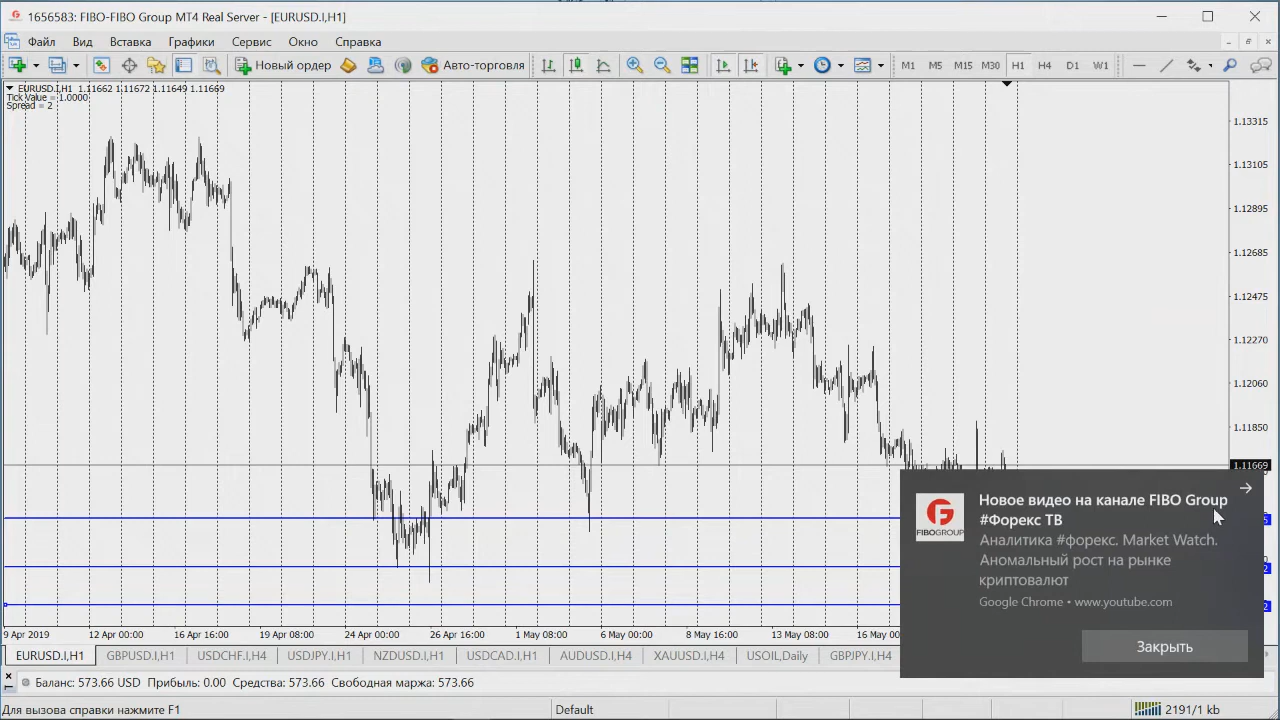 1656583: FIBO-FIBO Group MT4 Real Server - [EURUSD.I,H1]
Файл Вид Вставка Графики Сервис Окно Справка
Новый ордер Авто-торговля M1 M5 M15 M30 H1 H4 D1 W1
EURUSD.I,H1 1.11662 1.11672 1.11649 1.11669
Tick Value = 1.0000
Spread = 2
1.13315
1.13105
1.12895
1.12685
1.12475
1.12270
1.12060
1.11850
1.11669
Новое видео на канале FIBO Group
#Форекс ТВ
FIBOGROUP
Аналитика #форекс. Market Watch.
Аномальный рост на рынке
криптовалют
Google Chrome • www.youtube.com
Закрыть
9 Apr 2019 12 Apr 00:00 16 Apr 16:00 19 Apr 08:00 24 Apr 00:00 26 Apr 16:00 1 May 08:00 6 May 00:00 8 May 16:00 13 May 08:00 16 May 00:
EURUSD.I,H1 GBPUSD.I,H1 USDCHF.I,H4 USDJPY.I,H1 NZDUSD.I,H4 USDCAD.I,H1 AUDUSD.I,H4 XAUUSD.I,H4 USOIL,Daily GBPJPY.I,H4
Баланс: 573.66 USD Прибыль: 0.00 Средства: 573.66 Свободная маржа: 573.66
Для вызова справки нажмите F1 Default 2191/1 kb